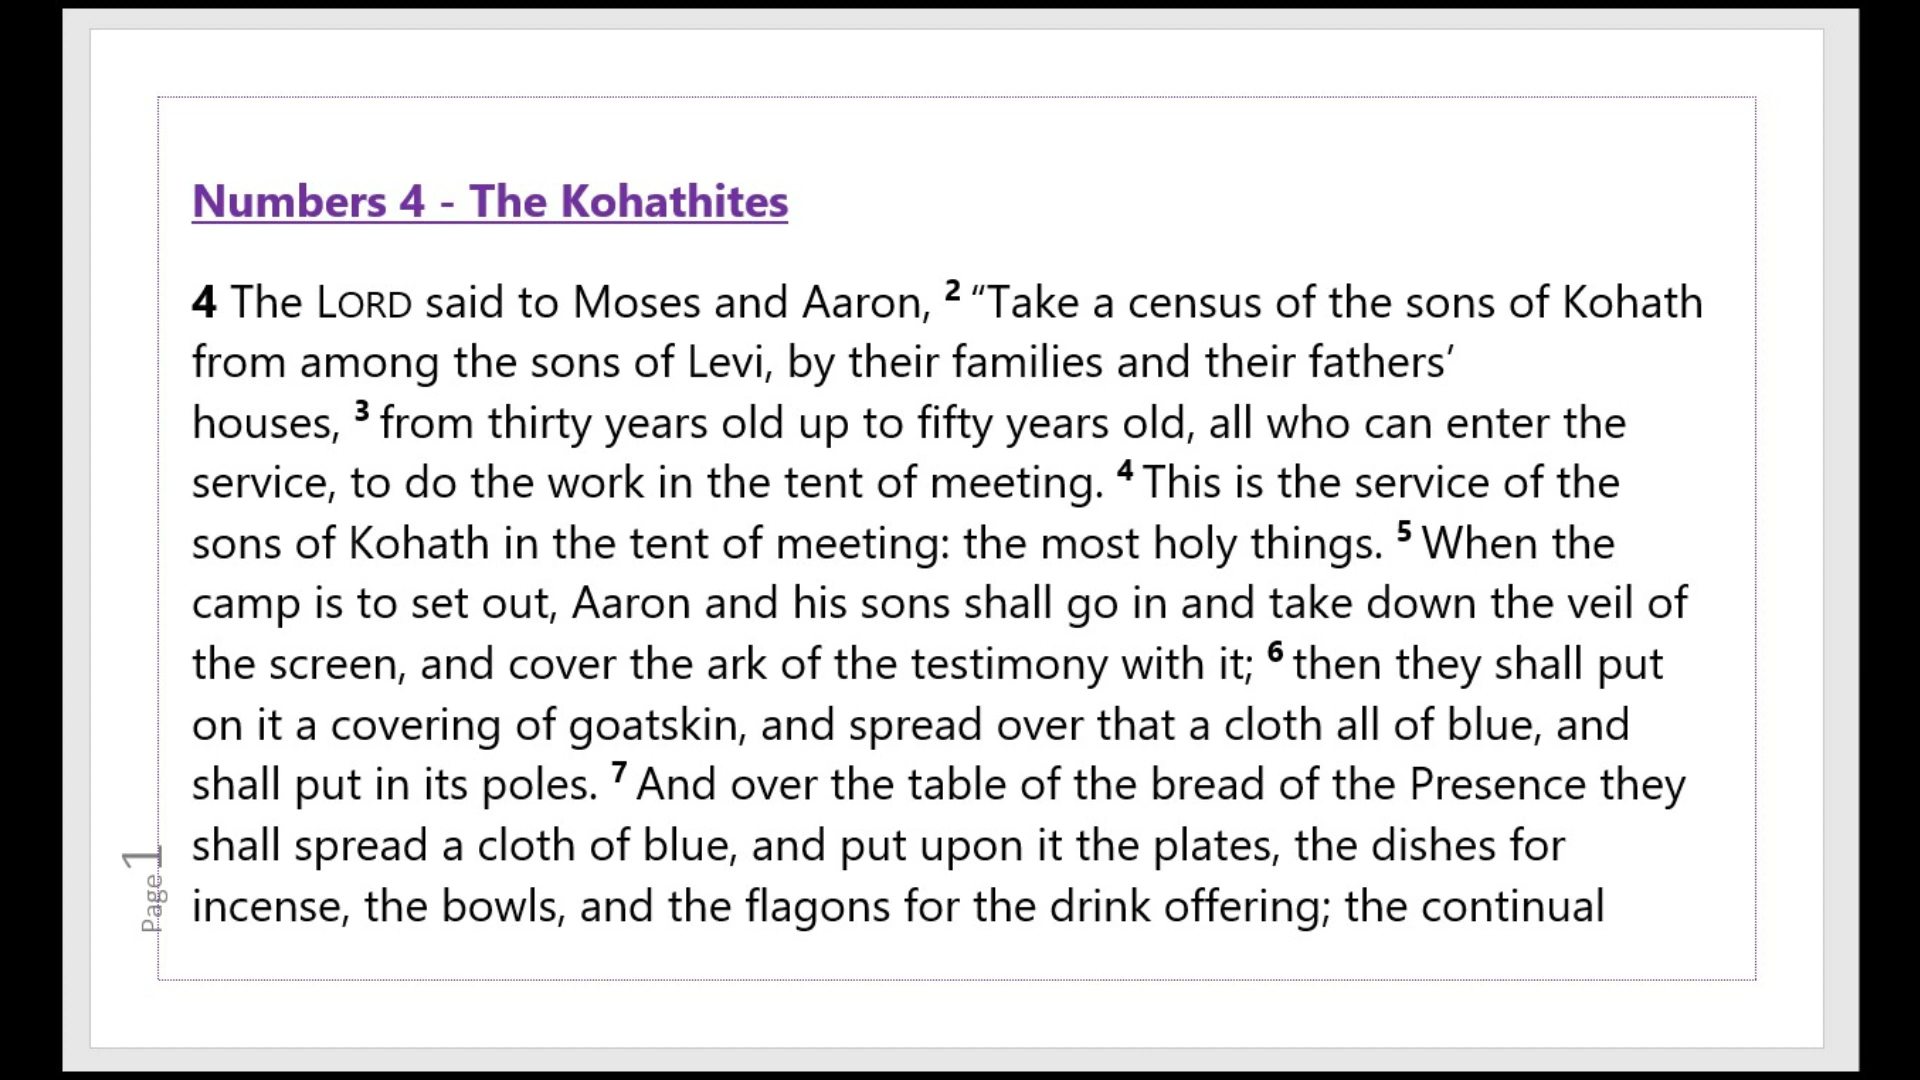 Numbers 4 - The Kohathites
4 The LORD said to Moses and Aaron, 2 “Take a census of the sons of Kohath
from among the sons of Levi, by their families and their fathers’
houses, 3 from thirty years old up to fifty years old, all who can enter the
service, to do the work in the tent of meeting. 4 This is the service of the
sons of Kohath in the tent of meeting: the most holy things. 5 When the
camp is to set out, Aaron and his sons shall go in and take down the veil of
the screen, and cover the ark of the testimony with it; 6 then they shall put
on it a covering of goatskin, and spread over that a cloth all of blue, and
shall put in its poles. 7 And over the table of the bread of the Presence they
shall spread a cloth of blue, and put upon it the plates, the dishes for
incense, the bowls, and the flagons for the drink offering; the continual
Page 1